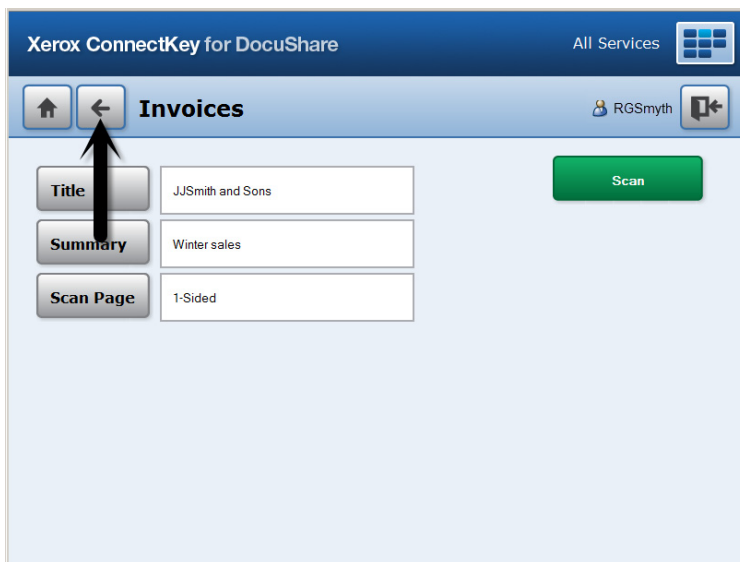 Xerox ConnectKey for DocuShare All Services
Invoices RGSmyth
Title JJSmith and Sons Scan
Summary Winter sales
Scan Page 1-Sided